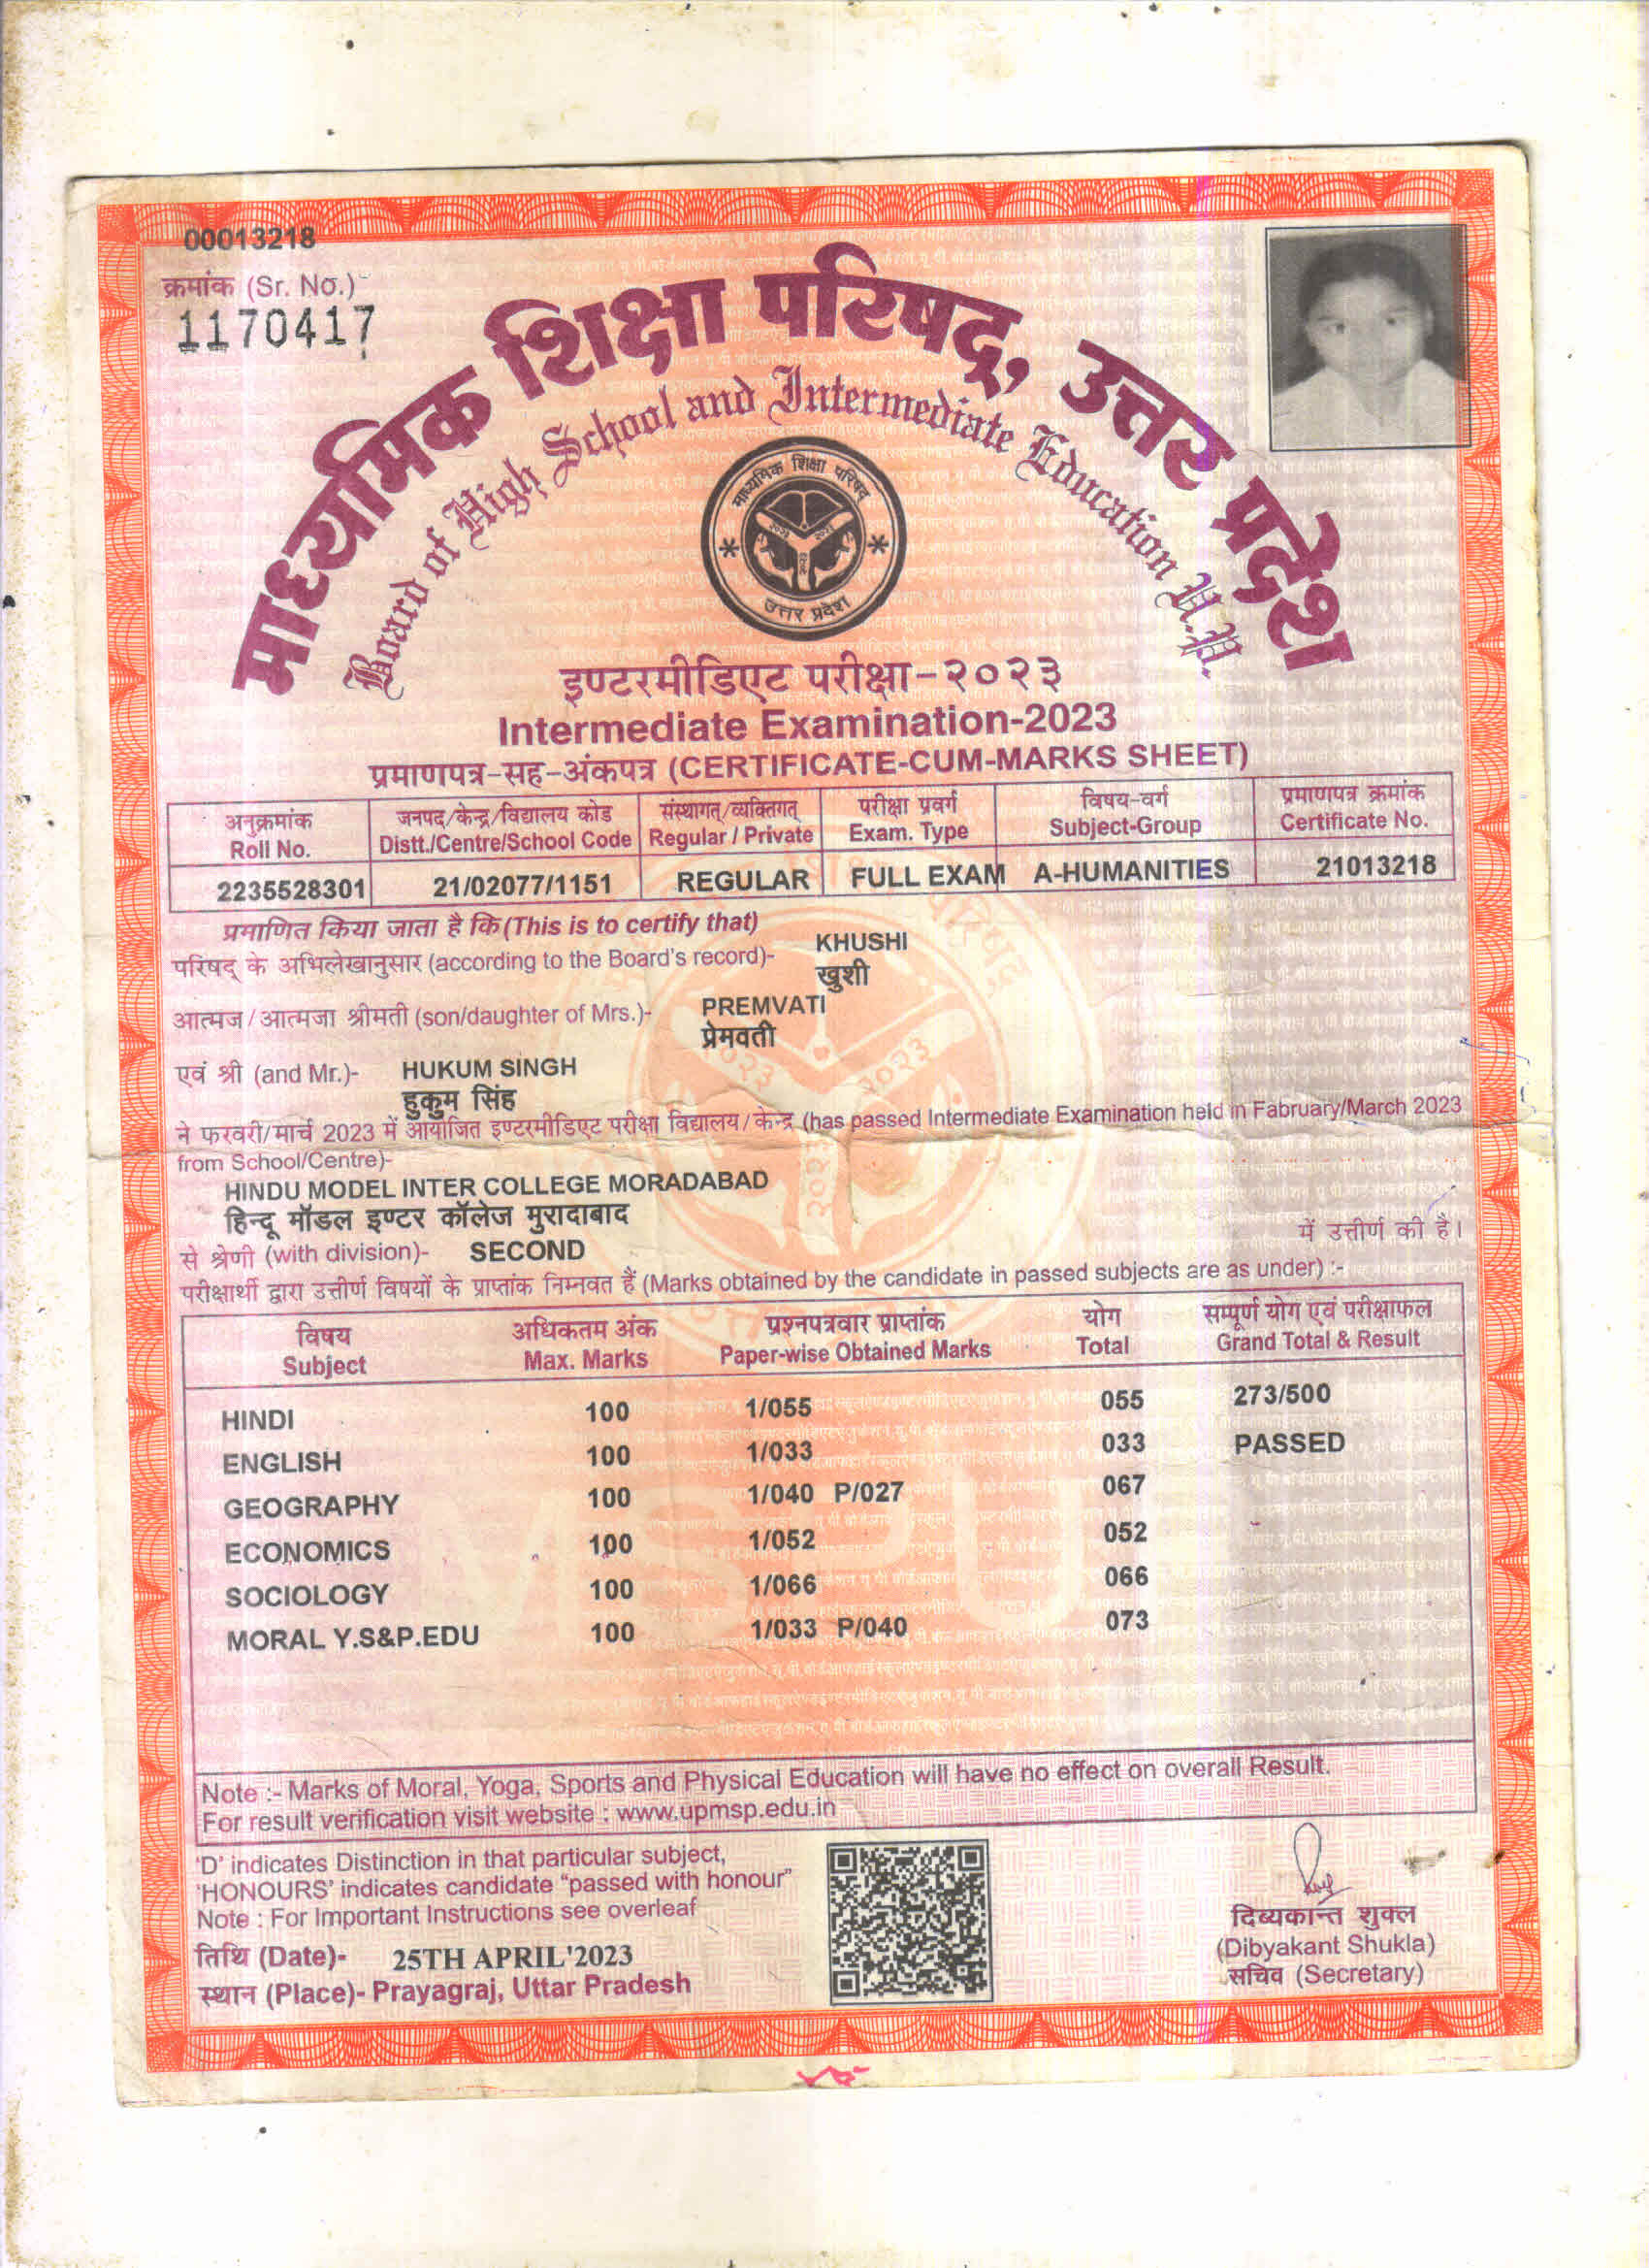 00013218
क्रमांक (Sr. No.)
1170417
माध्यमिक शिक्षा परिषद्, उत्तर प्रदेश
Board of High School and Intermediate Education U.P.
माध्यमिक शिक्षा परिषद
उत्तर प्रदेश
इण्टरमीडिएट परीक्षा-२०२३
Intermediate Examination-2023
प्रमाणपत्र-सह-अंकपत्र (CERTIFICATE-CUM-MARKS SHEET)
अनुक्रमांक जनपद/केन्द्र/विद्यालय कोड संस्थागत्/व्यक्तिगत् परीक्षा प्रवर्ग विषय-वर्ग प्रमाणपत्र क्रमांक
Roll No. Distt./Centre/School Code Regular / Private Exam. Type Subject-Group Certificate No.
2235528301 21/02077/1151 REGULAR FULL EXAM A-HUMANITIES 21013218
प्रमाणित किया जाता है कि (This is to certify that)
परिषद् के अभिलेखानुसार (according to the Board's record)- KHUSHI
खुशी
आत्मज / आत्मजा श्रीमती (son/daughter of Mrs.)- PREMVATI
प्रेमवती
एवं श्री (and Mr.)- HUKUM SINGH
हुकुम सिंह
ने फरवरी/मार्च 2023 में आयोजित इण्टरमीडिएट परीक्षा विद्यालय/केन्द्र (has passed Intermediate Examination held in Fabruary/March 2023
from School/Centre)-
HINDU MODEL INTER COLLEGE MORADABAD
हिन्दू मॉडल इण्टर कॉलेज मुरादाबाद
से श्रेणी (with division)- SECOND में उत्तीर्ण की है।
परीक्षार्थी द्वारा उत्तीर्ण विषयों के प्राप्तांक निम्नवत हैं (Marks obtained by the candidate in passed subjects are as under) :-
विषय अधिकतम अंक प्रश्नपत्रवार प्राप्तांक योग सम्पूर्ण योग एवं परीक्षाफल
Subject Max. Marks Paper-wise Obtained Marks Total Grand Total & Result
HINDI 100 1/055 055 273/500
ENGLISH 100 1/033 033 PASSED
GEOGRAPHY 100 1/040 P/027 067
ECONOMICS 100 1/052 052
SOCIOLOGY 100 1/066 066
MORAL Y.S&P.EDU 100 1/033 P/040 073
Note :- Marks of Moral, Yoga, Sports and Physical Education will have no effect on overall Result.
For result verification visit website : www.upmsp.edu.in
'D' indicates Distinction in that particular subject,
'HONOURS' indicates candidate "passed with honour"
Note : For Important Instructions see overleaf
तिथि (Date)- 25TH APRIL'2023
स्थान (Place)- Prayagraj, Uttar Pradesh
दिव्यकान्त शुक्ल
(Dibyakant Shukla)
सचिव (Secretary)